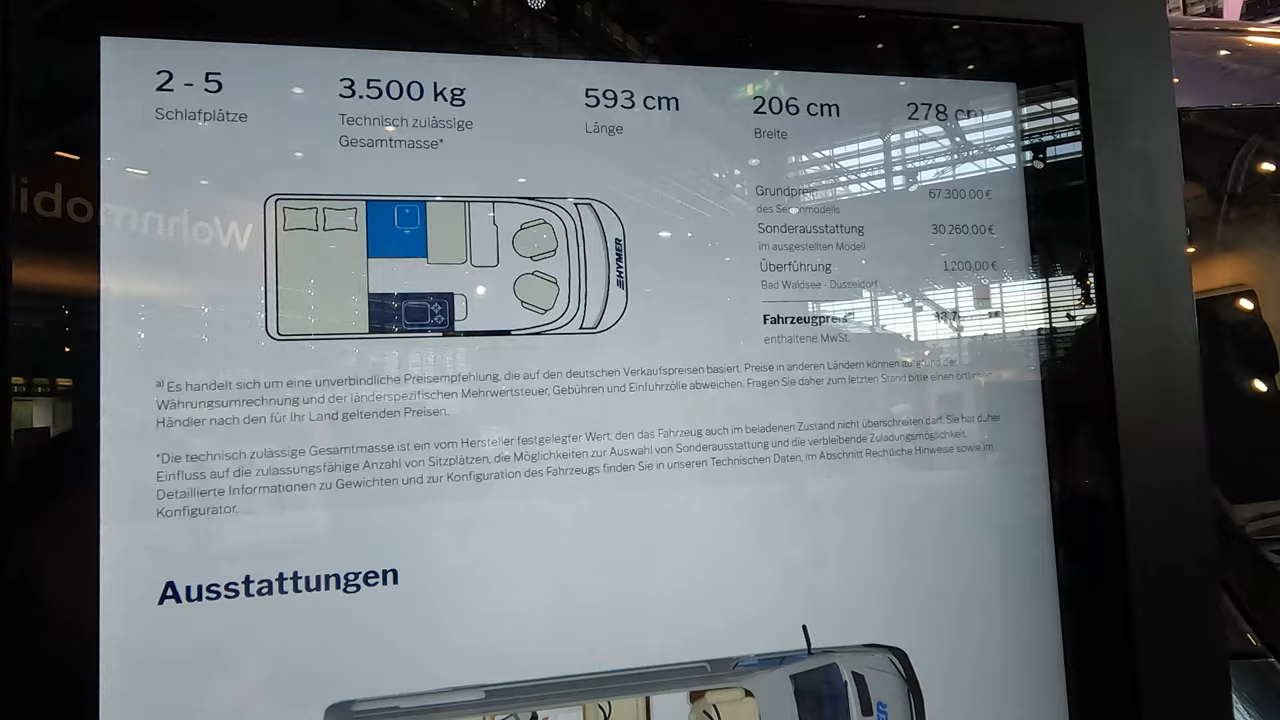 2 - 5
Schlafplätze
3.500 kg
Technisch zulässige
Gesamtmasse*
593 cm
Länge
206 cm
Breite
278 cm
HYMER
Grundpreis
des Serienmodells
67.300,00 €
Sonderausstattung
im ausgestellten Modell
30.260,00 €
Überführung
Bad Waldsee - Düsseldorf
1.200,00 €
Fahrzeugpreis
enthaltene MwSt.
a) Es handelt sich um eine unverbindliche Preisempfehlung, die auf den deutschen Verkaufspreisen basiert. Preise in anderen Ländern können aufgrund der
Währungsumrechnung und der länderspezifischen Mehrwertsteuer, Gebühren und Einfuhrzölle abweichen. Fragen Sie daher zum letzten Stand bitte einen örtlichen
Händler nach den für Ihr Land geltenden Preisen.
*Die technisch zulässige Gesamtmasse ist ein vom Hersteller festgelegter Wert, den das Fahrzeug auch im beladenen Zustand nicht überschreiten darf. Sie hat daher
Einfluss auf die zulassungsfähige Anzahl von Sitzplätzen, die Möglichkeiten zur Auswahl von Sonderausstattung und die verbleibende Zuladungsmöglichkeit.
Detaillierte Informationen zu Gewichten und zur Konfiguration des Fahrzeugs finden Sie in unseren Technischen Daten, im Abschnitt Rechtliche Hinweise sowie im
Konfigurator.
Ausstattungen